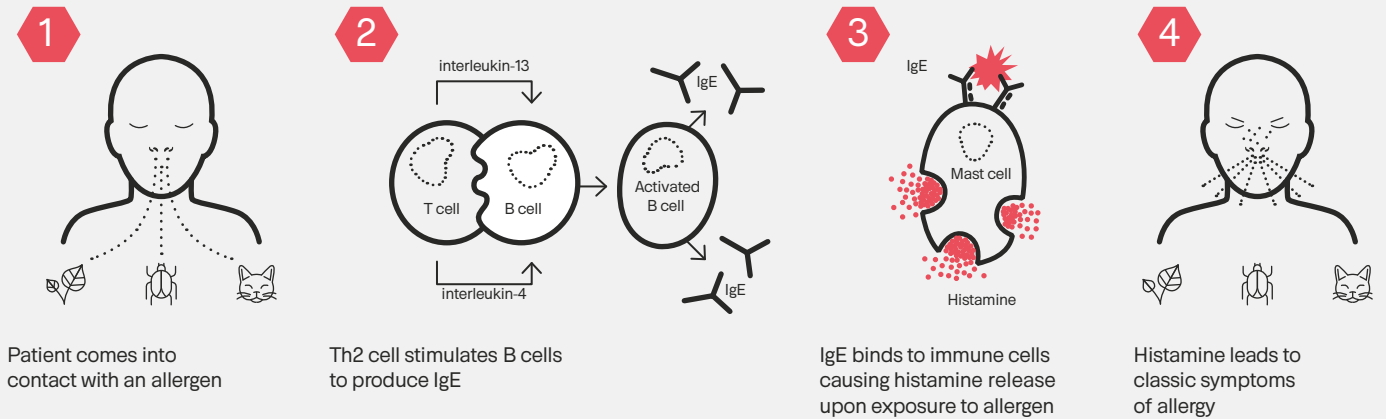 1
Patient comes into
contact with an allergen
2
interleukin-13
T cell
B cell
interleukin-4
Activated
B cell
IgE
IgE
Th2 cell stimulates B cells
to produce IgE
3
IgE
Mast cell
Histamine
IgE binds to immune cells
causing histamine release
upon exposure to allergen
4
Histamine leads to
classic symptoms
of allergy